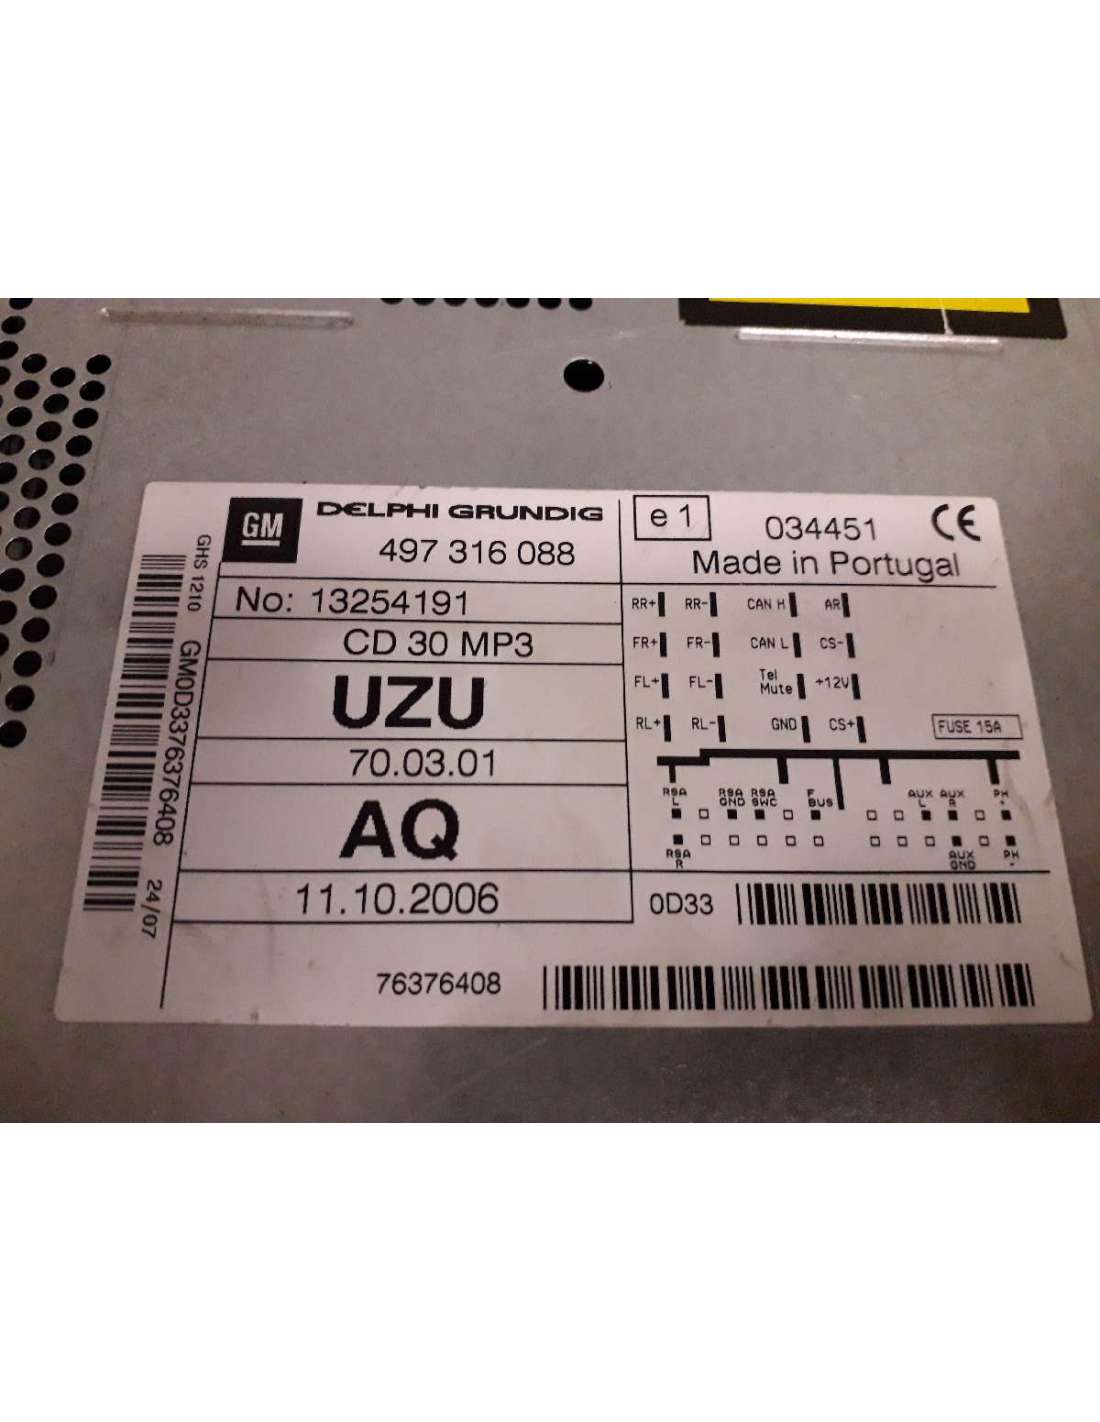 GM
DELPHI GRUNDIG
497 316 088
No: 13254191
CD 30 MP3
UZU
70.03.01
AQ
11.10.2006
76376408
GHS 1210
GM0D3376376408
24/07
e1
034451
CE
Made in Portugal
RR+ RR- CAN H AR
FR+ FR- CAN L CS-
FL+ FL- Tel Mute +12V
RL+ RL- GND CS+
FUSE 15A
RSA L
RSA GND
RSA SWC
F BUS
AUX L
AUX R
PH +
RSA R
AUX GND
PH -
0D33